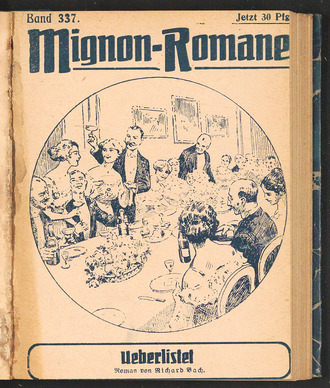 Band 337. Jetzt 30 Pfg
Mignon-Romane
Ueberlistet
Roman von Richard Bach.